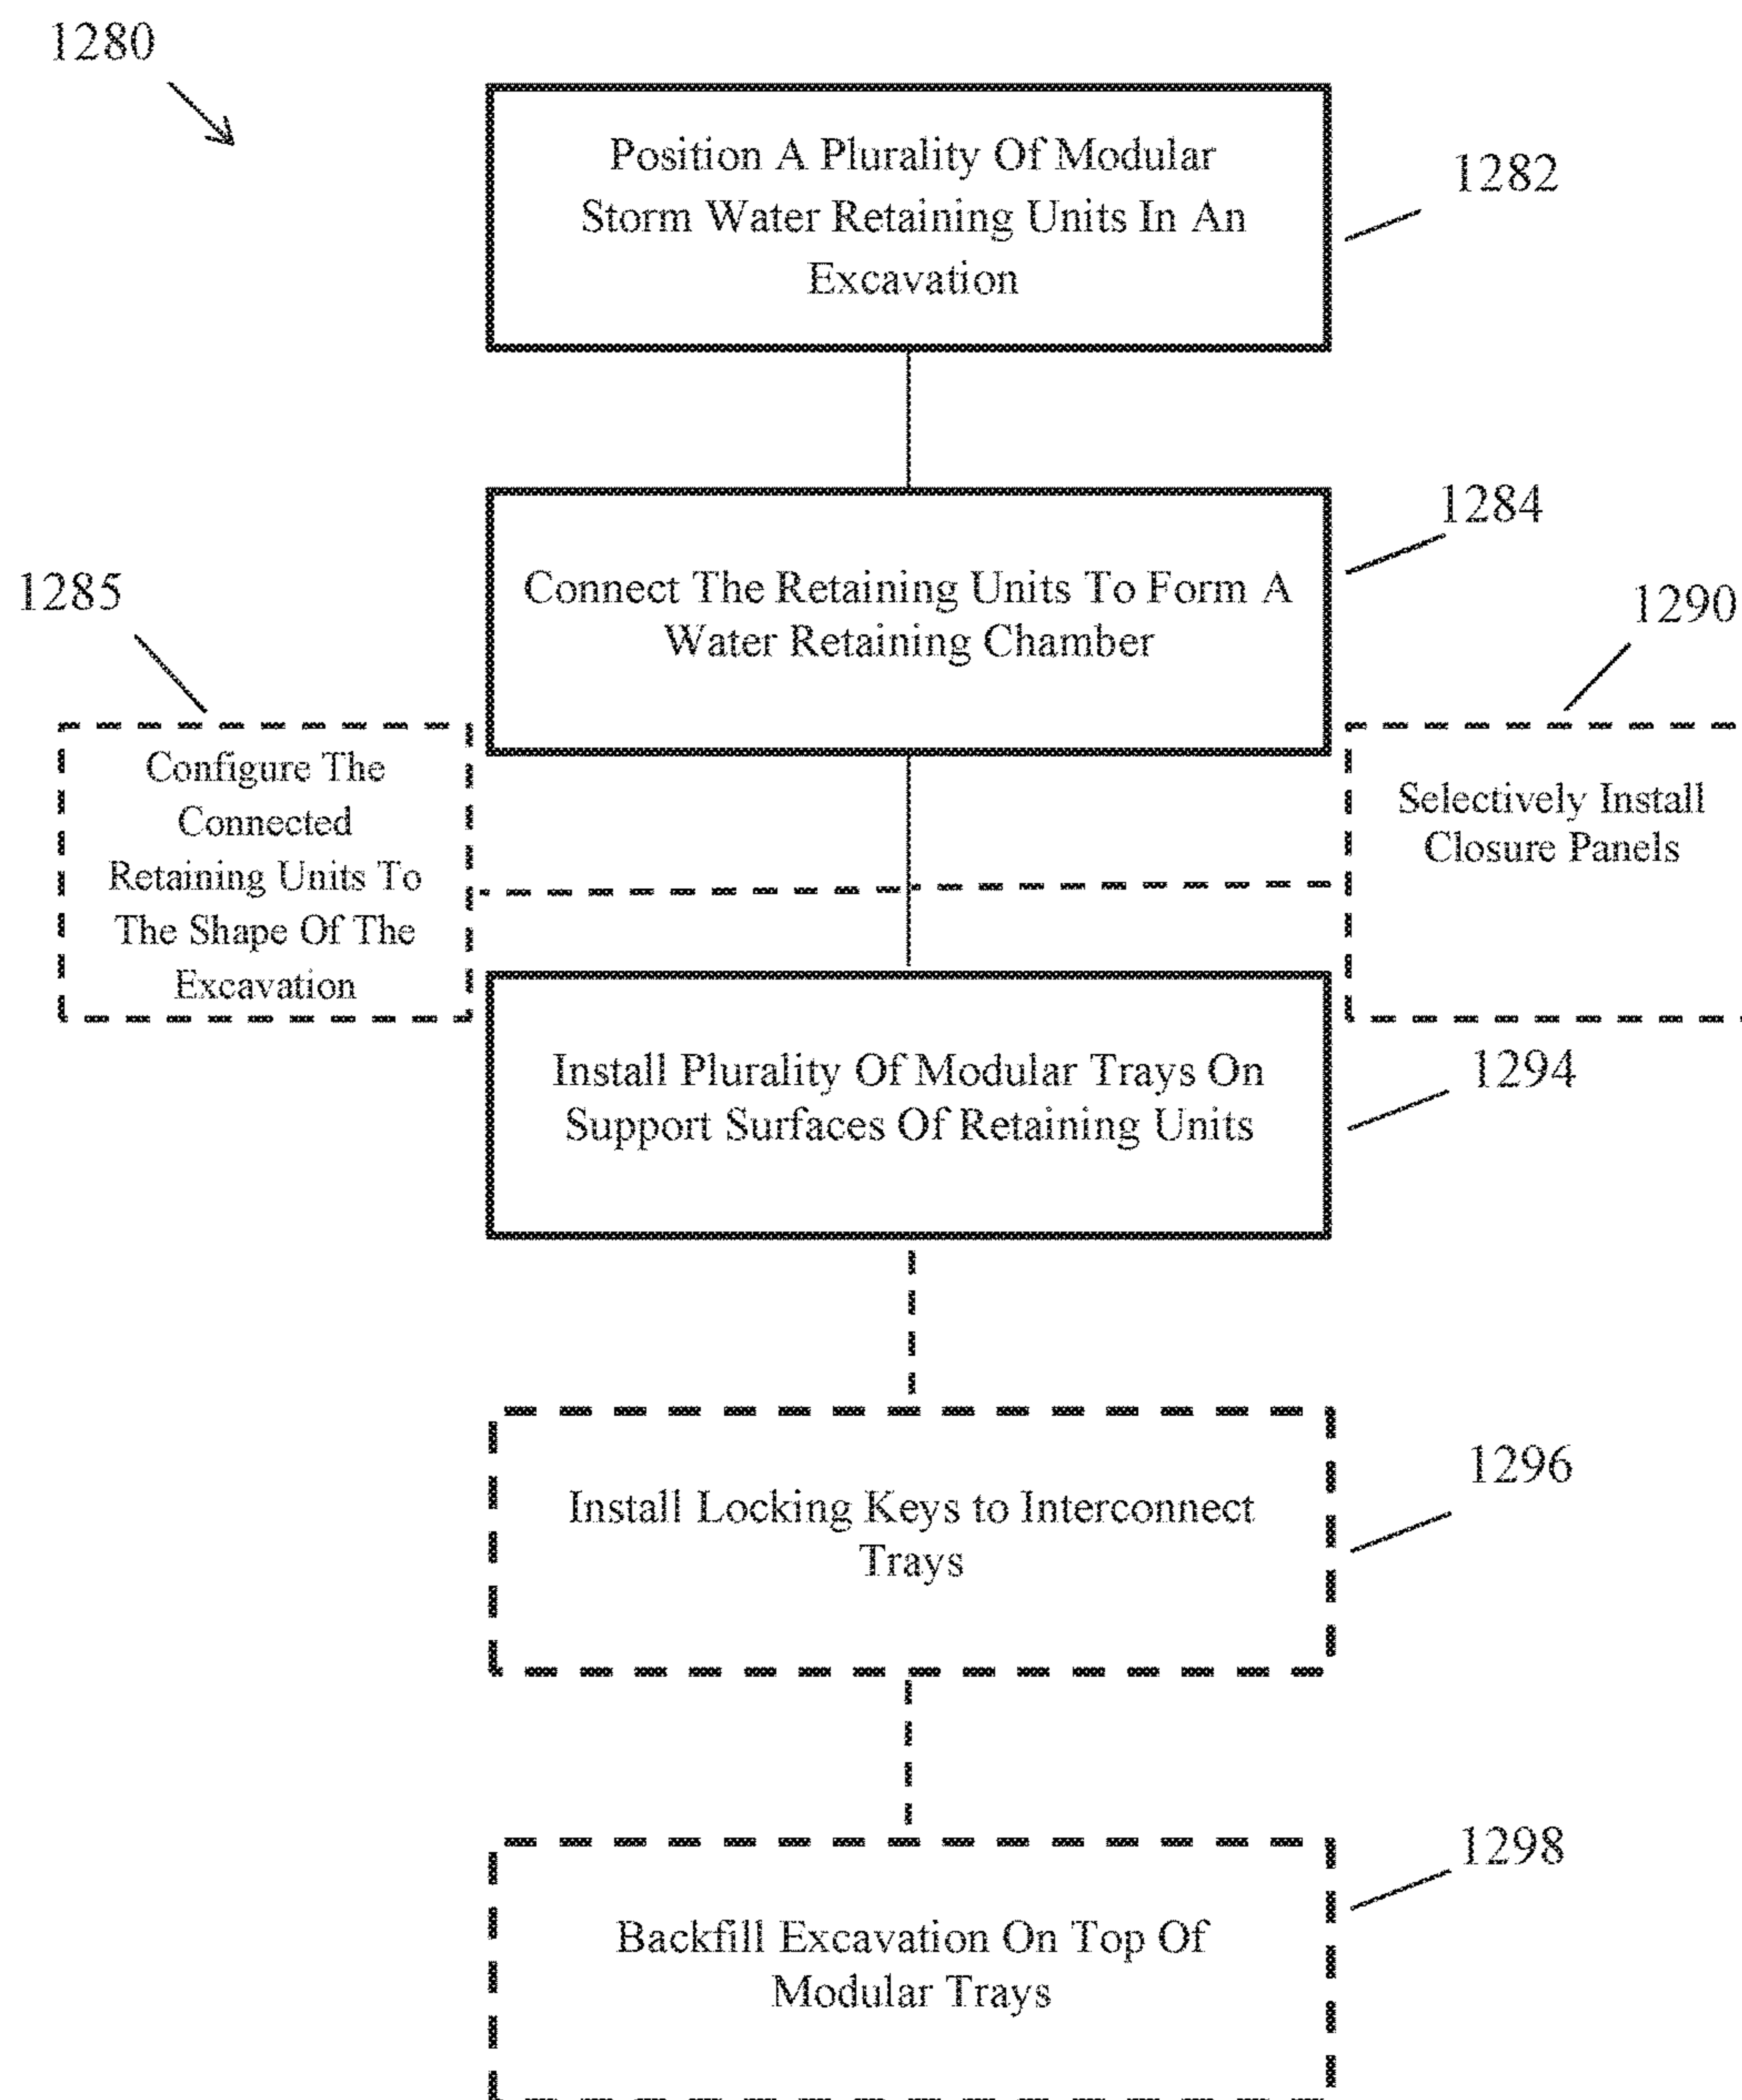 1280
Position A Plurality Of Modular
Storm Water Retaining Units In An
Excavation
1282
Connect The Retaining Units To Form A
Water Retaining Chamber
1284
1285
Configure The
Connected
Retaining Units To
The Shape Of The
Excavation
1290
Selectively Install
Closure Panels
Install Plurality Of Modular Trays On
Support Surfaces Of Retaining Units
1294
Install Locking Keys to Interconnect
Trays
1296
Backfill Excavation On Top Of
Modular Trays
1298